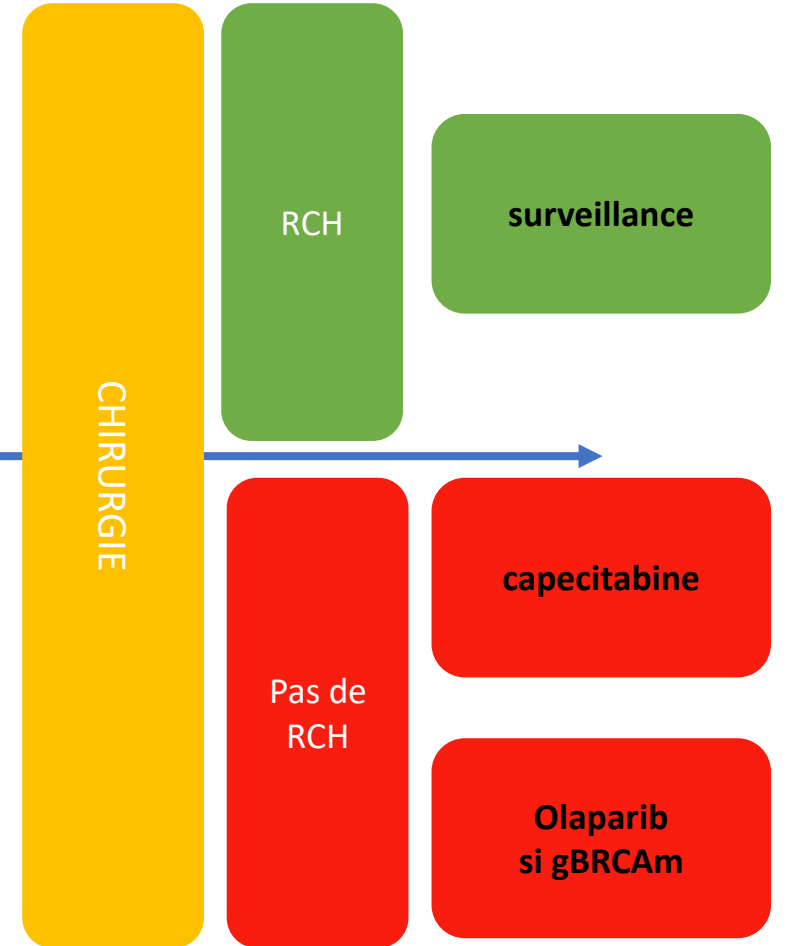 CHIRURGIE
RCH
surveillance
Pas de
RCH
capecitabine
Olaparib
si gBRCAm